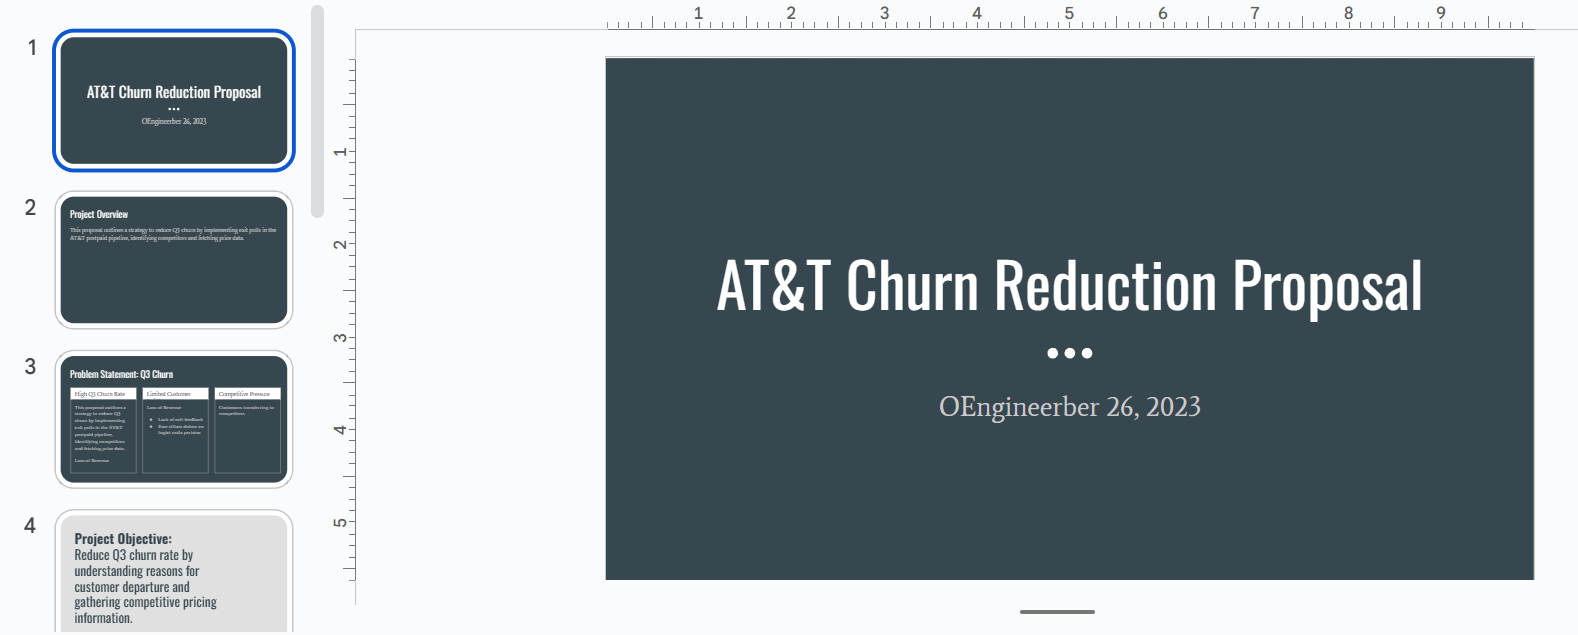 1 2 3 4 5 6 7 8 9
1
AT&T Churn Reduction Proposal
OEngineerber 26, 2023
2
Project Overview
This proposal outlines a strategy to reduce Q3 churn by implementing exit polls in the
AT&T postpaid pipeline, identifying competitors and fetching price data.
3
Problem Statement: Q3 Churn
High Q3 Churn Rate
This proposal outlines a
strategy to reduce Q3
churn by implementing
exit polls in the AT&T
postpaid pipeline,
identifying competitors
and fetching price data.
Loss of Revenue
Limited Customer
Loss of Revenue
Lack of exit feedback
Competitive Pressure
Customers transferring to
competitors.
4
Project Objective:
Reduce Q3 churn rate by
understanding reasons for
customer departure and
gathering competitive pricing
information.
1
2
3
4
5
AT&T Churn Reduction Proposal
OEngineerber 26, 2023